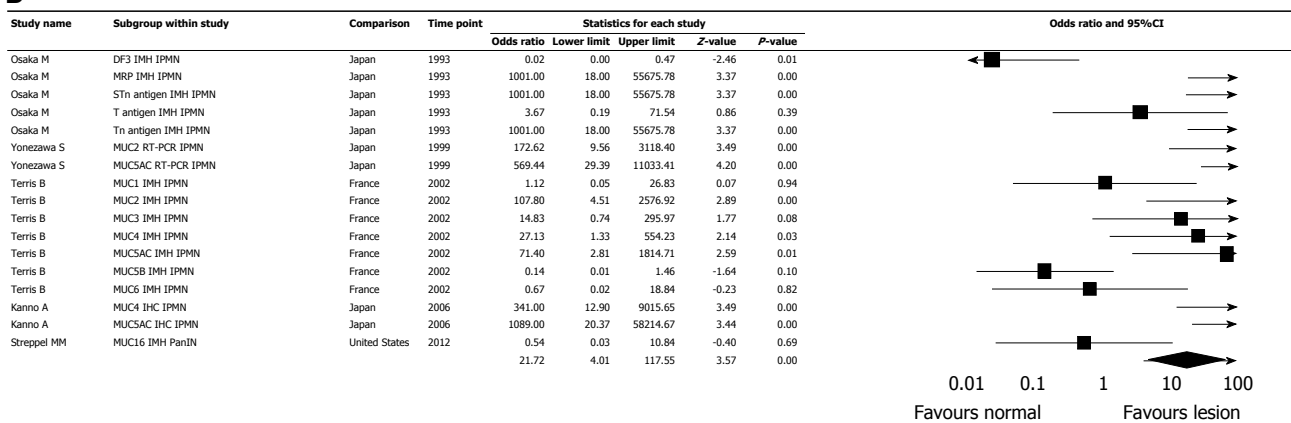 Study name Subgroup within study Comparison Time point Statistics for each study Odds ratio and 95%CI
Odds ratio Lower limit Upper limit Z-value P-value
Osaka M DF3 IMH IPMN Japan 1993 0.02 0.00 0.47 -2.46 0.01
Osaka M MRP IMH IPMN Japan 1993 1001.00 18.00 55675.78 3.37 0.00
Osaka M STn antigen IMH IPMN Japan 1993 1001.00 18.00 55675.78 3.37 0.00
Osaka M T antigen IMH IPMN Japan 1993 3.67 0.19 71.54 0.86 0.39
Osaka M Tn antigen IMH IPMN Japan 1993 1001.00 18.00 55675.78 3.37 0.00
Yonezawa S MUC2 RT-PCR IPMN Japan 1999 172.62 9.56 3118.40 3.49 0.00
Yonezawa S MUC5AC RT-PCR IPMN Japan 1999 569.44 29.39 11033.41 4.20 0.00
Terris B MUC1 IMH IPMN France 2002 1.12 0.05 26.83 0.07 0.94
Terris B MUC2 IMH IPMN France 2002 107.80 4.51 2576.92 2.89 0.00
Terris B MUC3 IMH IPMN France 2002 14.83 0.74 295.97 1.77 0.08
Terris B MUC4 IMH IPMN France 2002 27.13 1.33 554.23 2.14 0.03
Terris B MUC5AC IMH IPMN France 2002 71.40 2.81 1814.71 2.59 0.01
Terris B MUC5B IMH IPMN France 2002 0.14 0.01 1.46 -1.64 0.10
Terris B MUC6 IMH IPMN France 2002 0.67 0.02 18.84 -0.23 0.82
Kanno A MUC4 IHC IPMN Japan 2006 341.00 12.90 9015.65 3.49 0.00
Kanno A MUC5AC IHC IPMN Japan 2006 1089.00 20.37 58214.67 3.44 0.00
Streppel MM MUC16 IMH PanIN United States 2012 0.54 0.03 10.84 -0.40 0.69
21.72 4.01 117.55 3.57 0.00
0.01 0.1 1 10 100
Favours normal Favours lesion